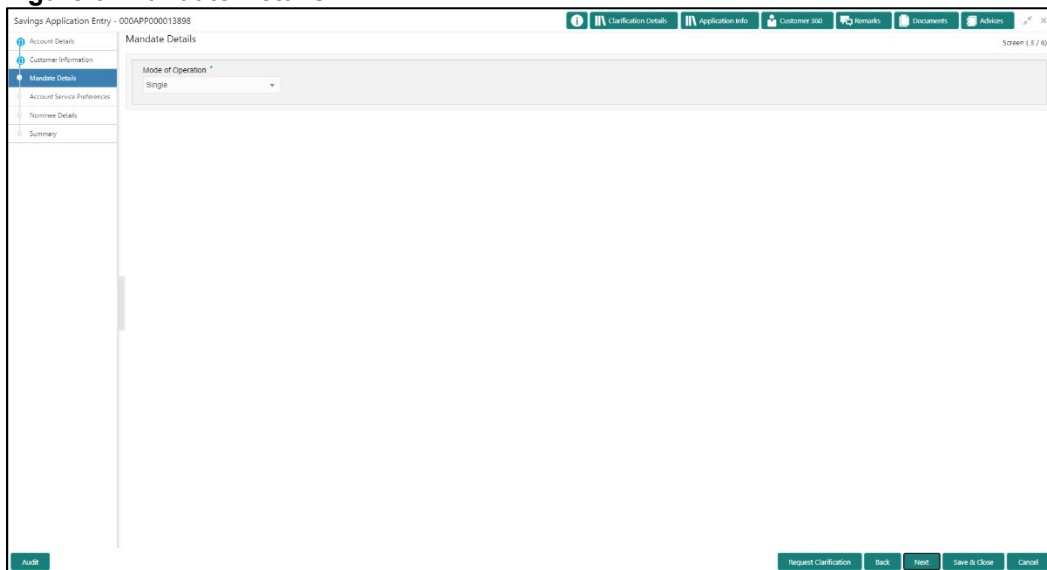 Savings Application Entry - 000APP000013898
Clarification Details
Application Info
Customer 360
Remarks
Documents
Advices
Account Details
Customer Information
Mandate Details
Account Service Preferences
Nominee Details
Summary
Mandate Details
Screen ( 3 / 6)
Mode of Operation *
Single
Audit
Request Clarification
Back
Next
Save & Close
Cancel